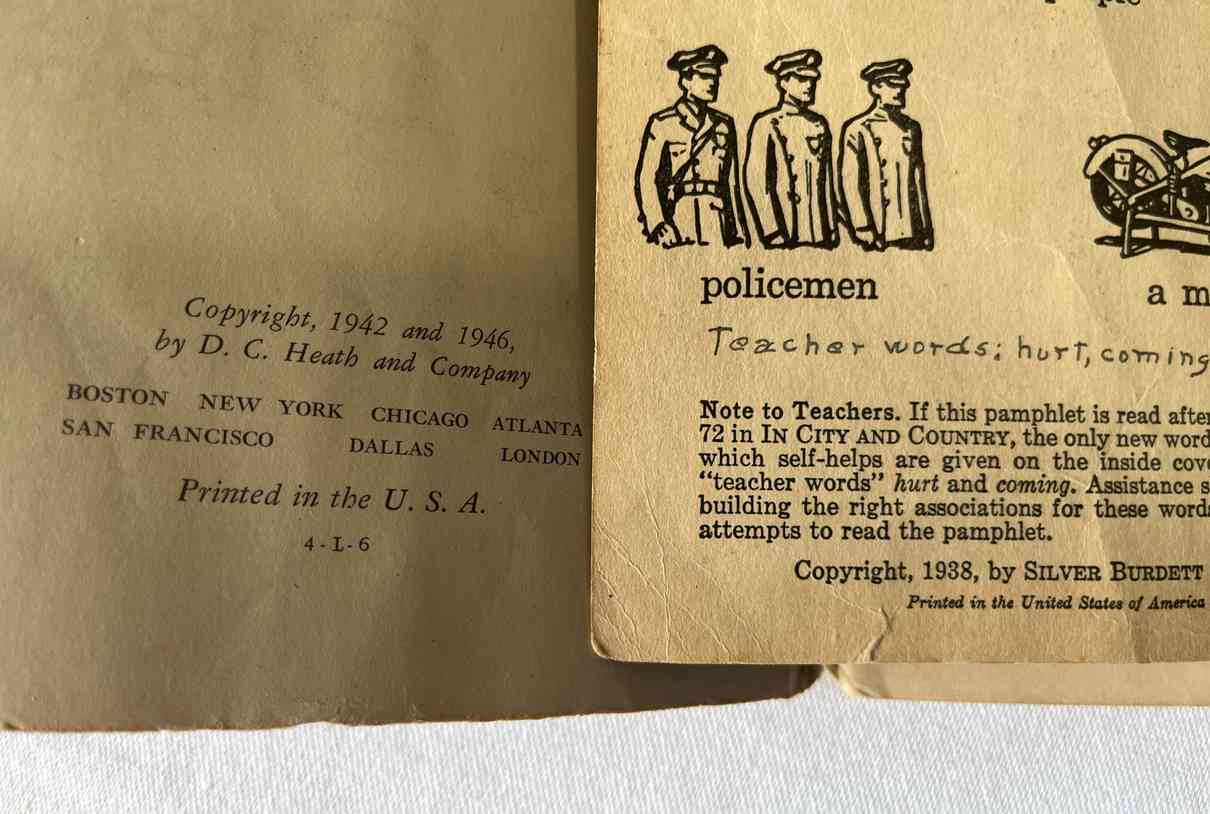 Copyright, 1942 and 1946,
by D. C. Heath and Company
BOSTON NEW YORK CHICAGO ATLANTA
SAN FRANCISCO DALLAS LONDON
Printed in the U. S. A.
4-L-6
policemen
a m
Teacher words: hurt, coming
Note to Teachers. If this pamphlet is read after
72 in IN CITY AND COUNTRY, the only new word
which self-helps are given on the inside cov
"teacher words" hurt and coming. Assistance s
building the right associations for these word
attempts to read the pamphlet.
Copyright, 1938, by SILVER BURDETT
Printed in the United States of America